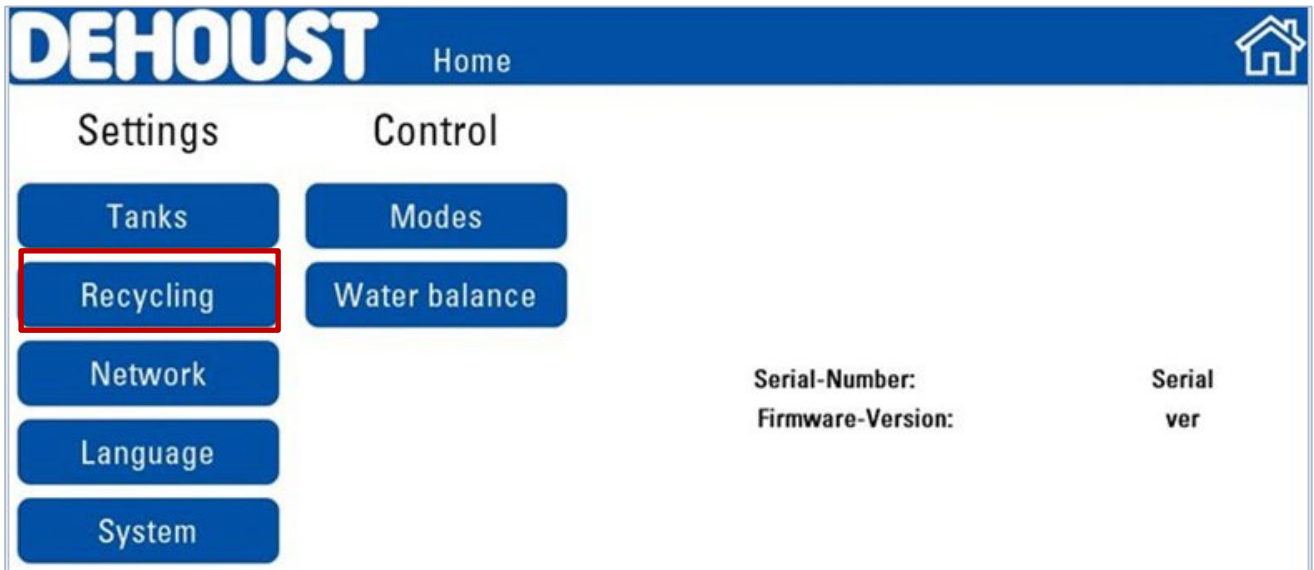 DEHOUST Home
Settings Control
Tanks Modes
Recycling Water balance
Network
Serial-Number: Serial
Firmware-Version: ver
Language
System